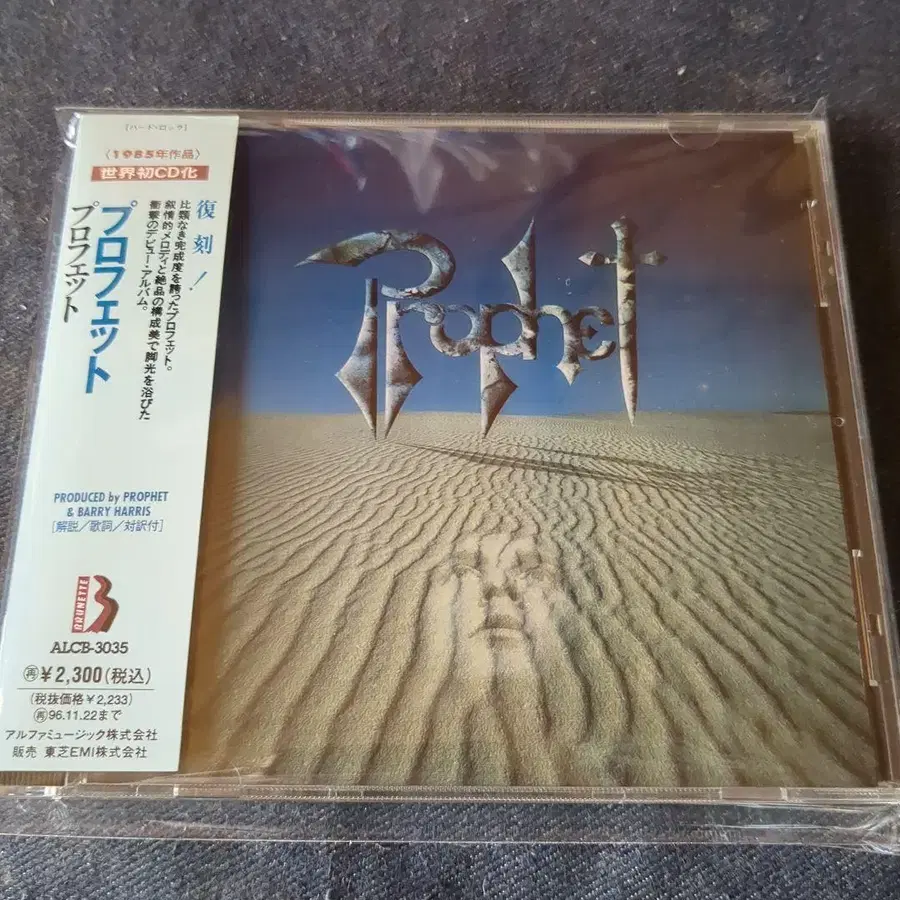 [ハード・ロック]
〈1985年作品〉
世界初CD化
復刻!
比類なき完成度を誇ったプロフェット。
叙情的メロディと絶品の構成美で脚光を浴びた
衝撃のデビュー・アルバム。
プロフェット
プロフェット
PRODUCED by PROPHET
& BARRY HARRIS
[解説/歌詞/対訳付]
BRUNETTE
B
ALCB-3035
再¥2,300(税込)
(税抜価格¥2,233)
再96.11.22まで
アルファミュージック株式会社
販売 東芝EMI株式会社
Prophet